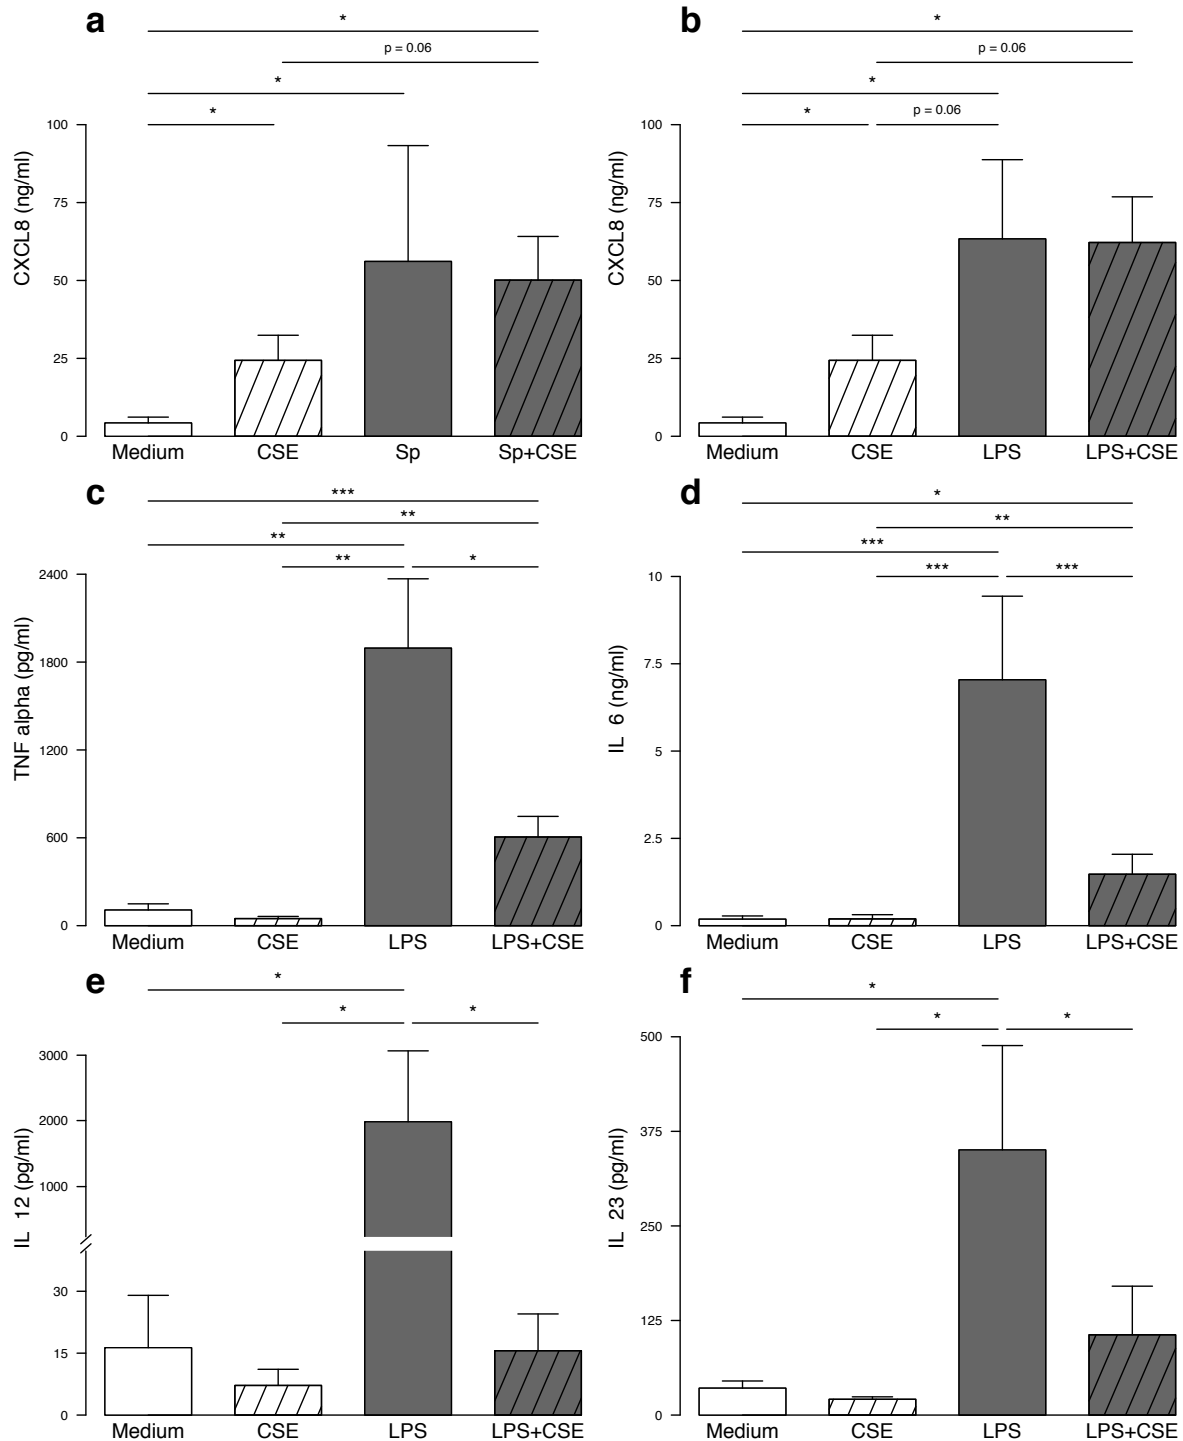 a
*
p = 0.06
*
*
CXCL8 (ng/ml)
100
75
50
25
0
Medium CSE Sp Sp+CSE
b
*
p = 0.06
*
* p = 0.06
CXCL8 (ng/ml)
100
75
50
25
0
Medium CSE LPS LPS+CSE
c
***
**
**
** *
TNF alpha (pg/ml)
2400
1800
1200
600
0
Medium CSE LPS LPS+CSE
d
*
**
***
*** ***
IL 6 (ng/ml)
10
7.5
5
2.5
0
Medium CSE LPS LPS+CSE
e
*
* *
IL 12 (pg/ml)
3000
2000
1000
30
15
0
Medium CSE LPS LPS+CSE
f
*
* *
IL 23 (pg/ml)
500
375
250
125
0
Medium CSE LPS LPS+CSE